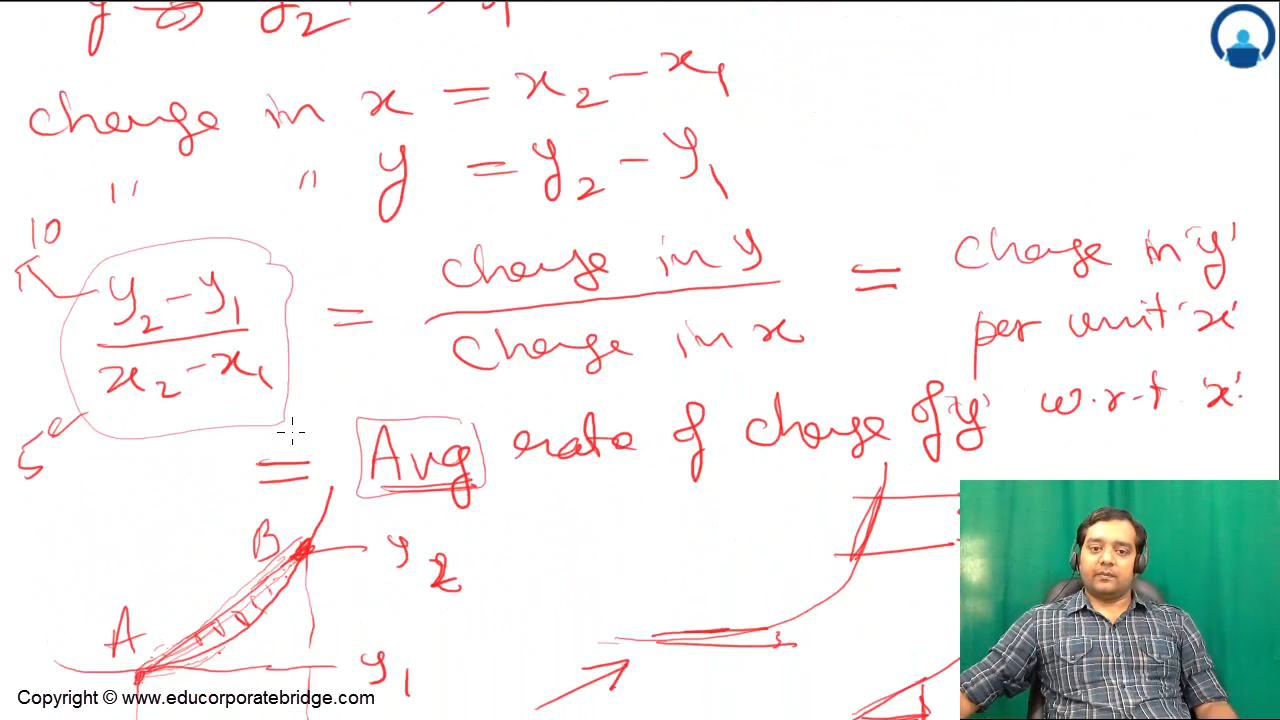 change in x = x₂ - x₁
" " y = y₂ - y₁
10
y₂ - y₁ / x₂ - x₁ = change in y / change in x = change in 'y' per unit 'x'
5
= Avg rate of change of 'y' w.r.t. 'x'.
B y₂
A y₁
Copyright © www.educorporatebridge.com